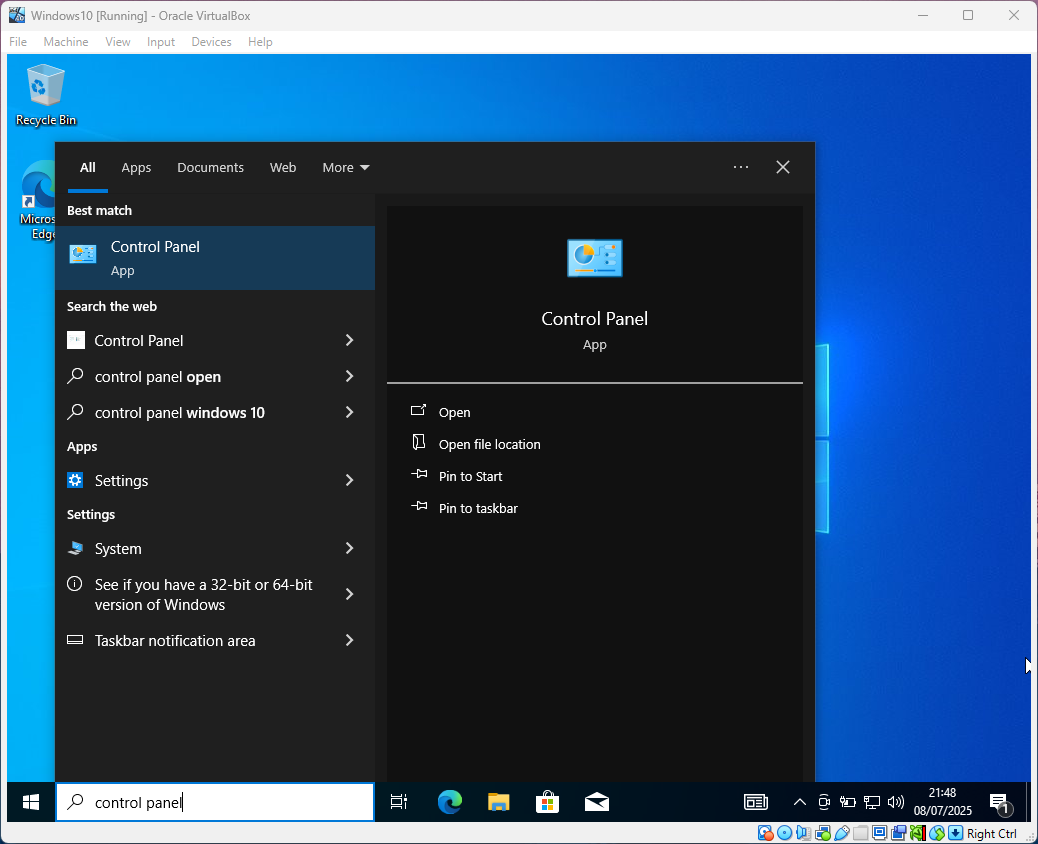 Windows10 [Running] - Oracle VirtualBox
File Machine View Input Devices Help
Recycle Bin
Micros
Edge
All Apps Documents Web More
Best match
Control Panel
App
Search the web
Control Panel
control panel open
control panel windows 10
Apps
Settings
Settings
System
See if you have a 32-bit or 64-bit
version of Windows
Taskbar notification area
Control Panel
App
Open
Open file location
Pin to Start
Pin to taskbar
control panel
21:48
08/07/2025
1
Right Ctrl